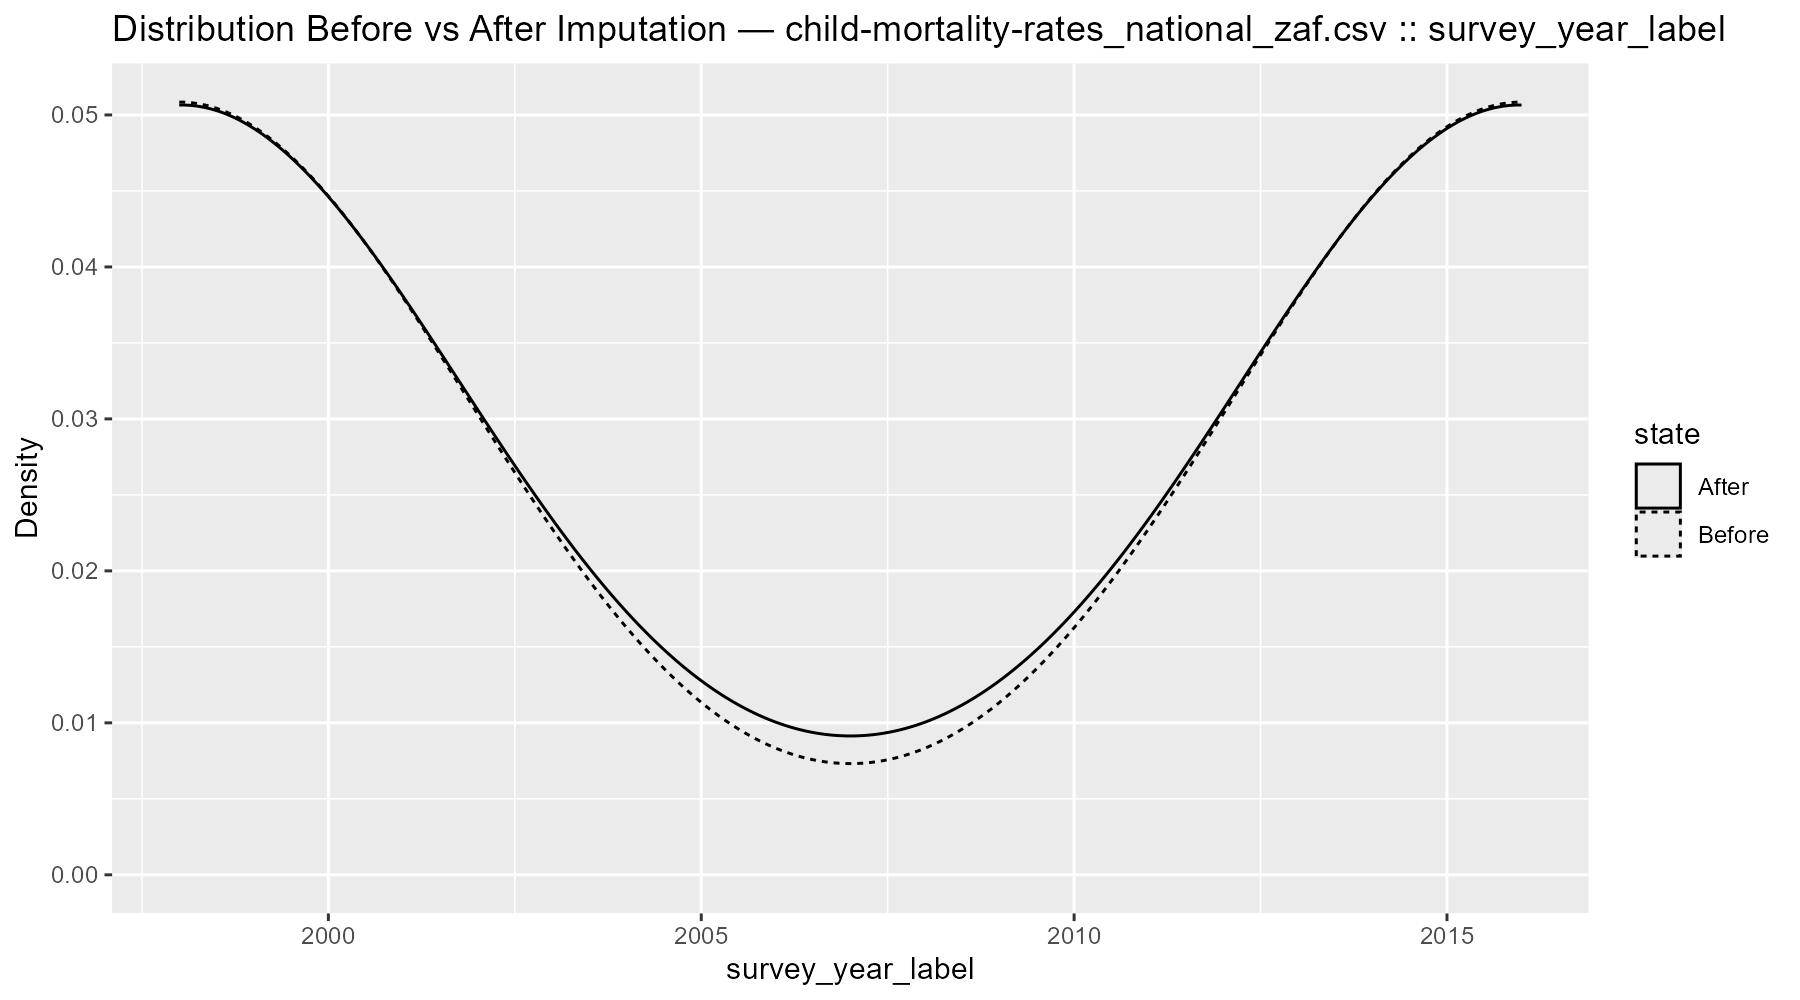 Distribution Before vs After Imputation — child-mortality-rates_national_zaf.csv :: survey_year_label
0.05
0.04
0.03
0.02
0.01
0.00
Density
2000
2005
2010
2015
survey_year_label
state
After
Before